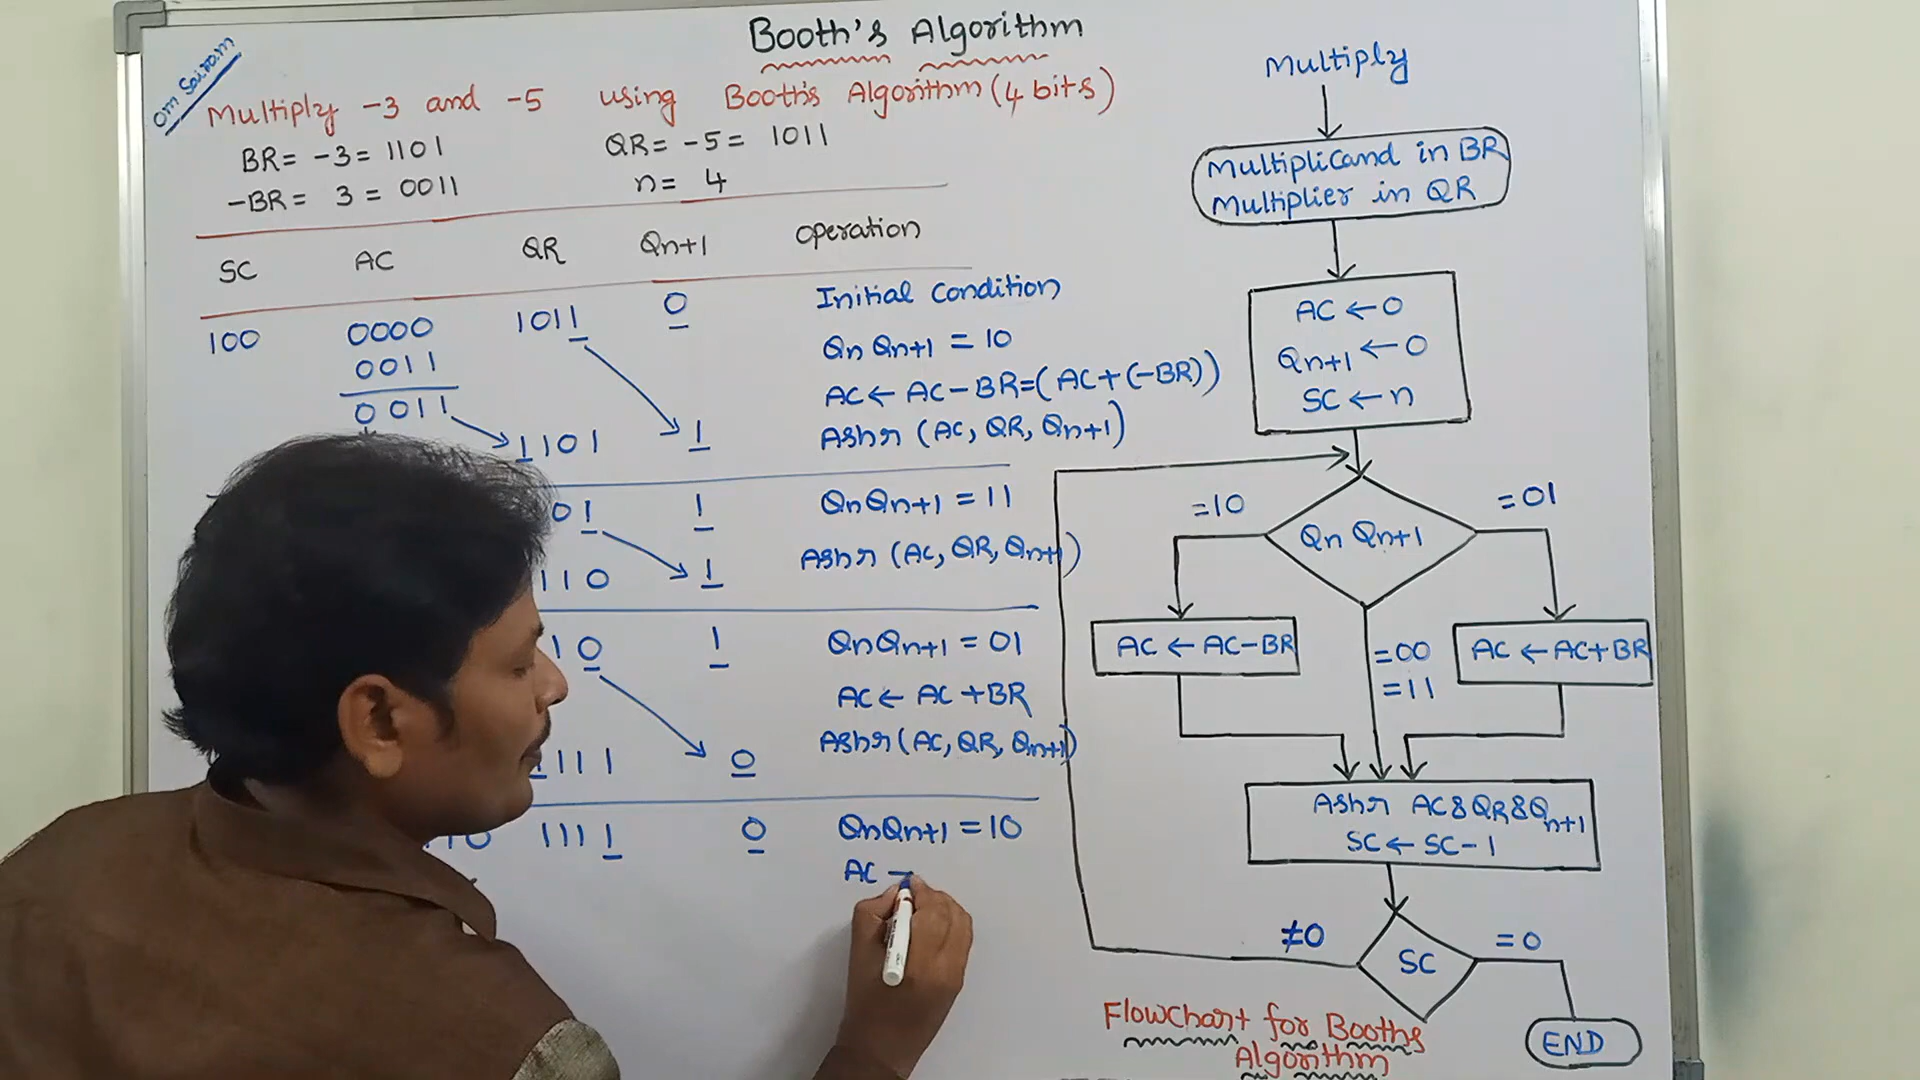 Booth's Algorithm
Om Sairam
Multiply -3 and -5 using Booth's Algorithm (4 bits)
BR = -3 = 1101 QR = -5 = 1011
-BR = 3 = 0011 n = 4
SC AC QR Qn+1 operation
100 0000 1011 0 Initial Condition
0011 QnQn+1 = 10
0011 AC ← AC - BR = (AC + (-BR))
1101 1 Ashr (AC, QR, Qn+1)
01 1 QnQn+1 = 11
110 1 Ashr (AC, QR, Qn+1)
10 1 QnQn+1 = 01
AC ← AC + BR
1111 0 Ashr (AC, QR, Qn+1)
10 1111 0 QnQn+1 = 10
AC
Multiply
Multiplicand in BR
Multiplier in QR
AC ← 0
Qn+1 ← 0
SC ← n
=10 Qn Qn+1 =01
AC ← AC-BR =00 AC ← AC+BR
=11
Ashr AC&QR&Qn+1
SC ← SC-1
≠0 SC =0
END
Flowchart for Booths
Algorithm